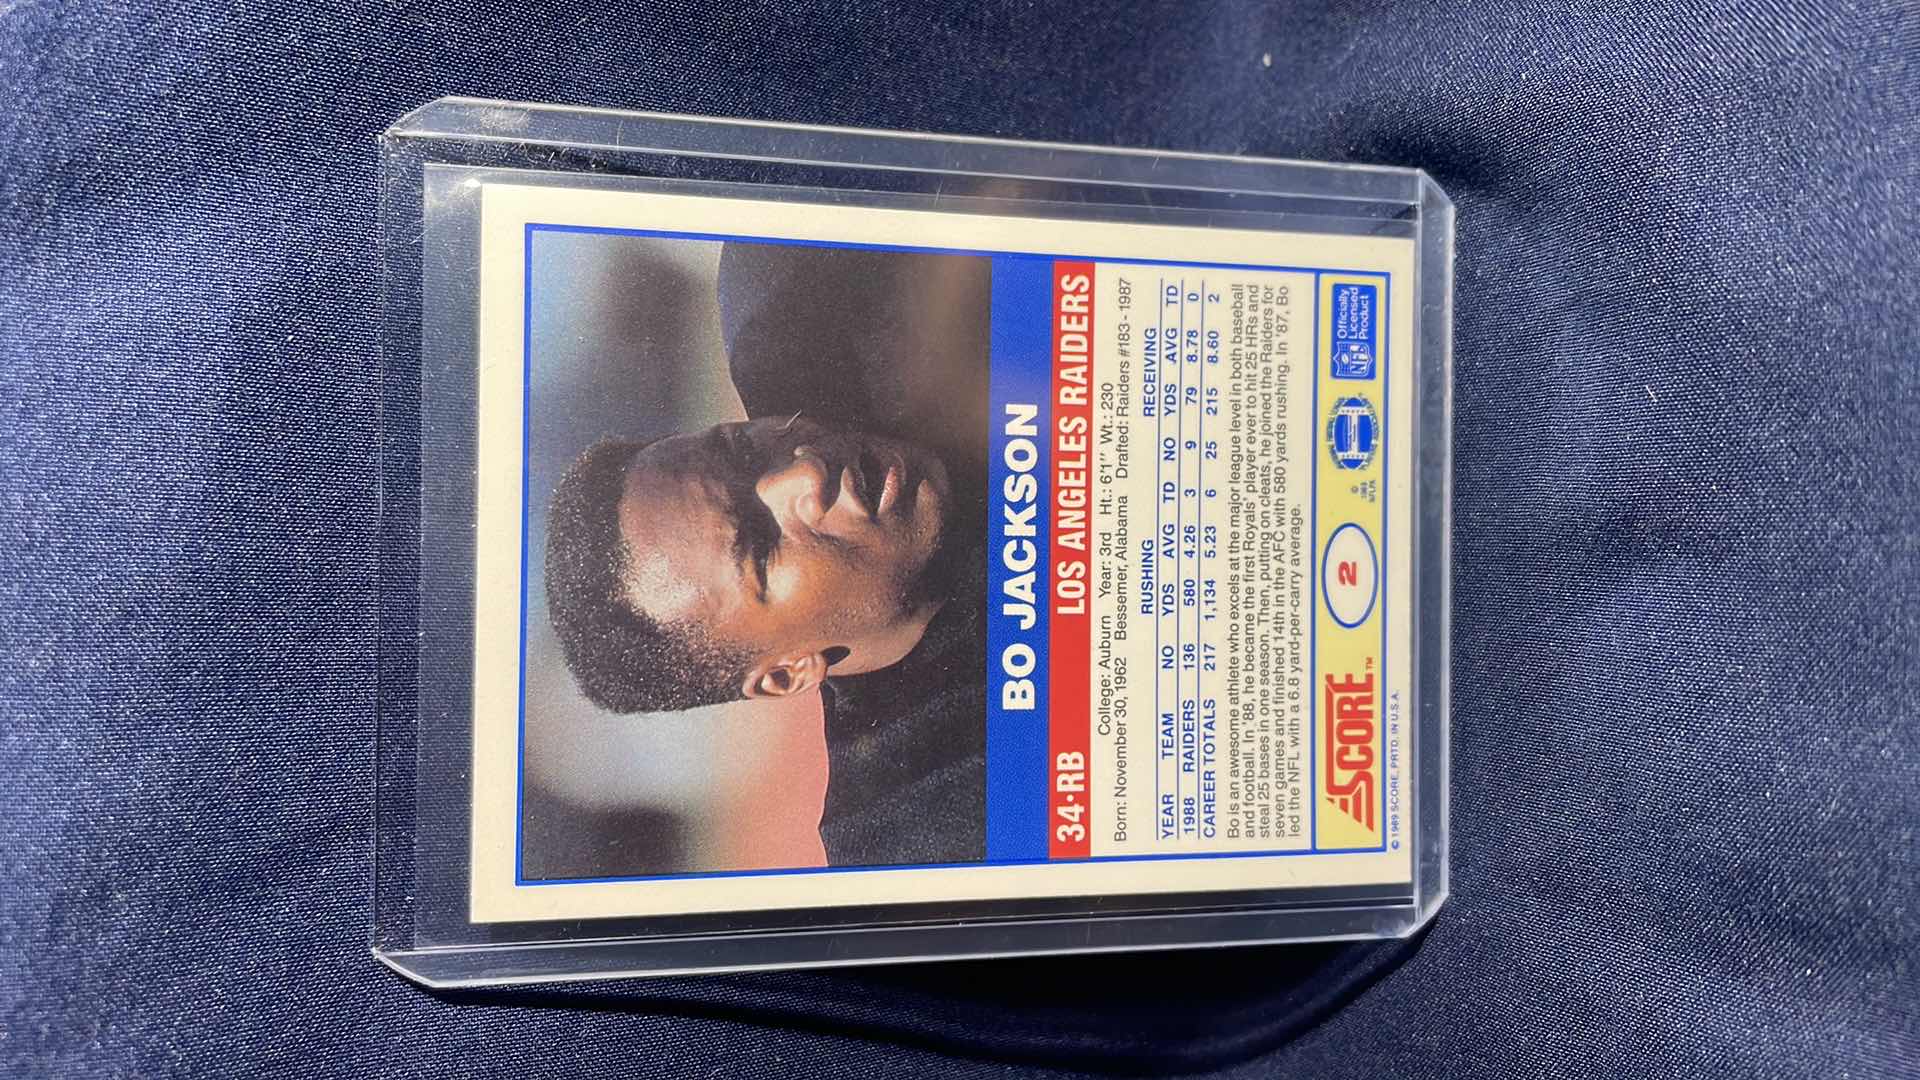 BO JACKSON
34•RB LOS ANGELES RAIDERS
College: Auburn Year: 3rd Ht.: 6'1" Wt.: 230
Born: November 30, 1962 Bessemer, Alabama Drafted: Raiders #183 - 1987
RUSHING RECEIVING
YEAR TEAM NO YDS AVG TD NO YDS AVG TD
1988 RAIDERS 136 580 4.26 3 9 79 8.78 0
CAREER TOTALS 217 1,134 5.23 6 25 215 8.60 2
Bo is an awesome athlete who excels at the major league level in both baseball
and football. In '88, he became the first Royals' player ever to hit 25 HRs and
steal 25 bases in one season. Then, putting on cleats, he joined the Raiders for
seven games and finished 14th in the AFC with 580 yards rushing. In '87, Bo
led the NFL with a 6.8 yard-per-carry average.
SCORE™ 2 © 1989 NFLPA NFL Officially
Licensed
Product
© 1989 SCORE, PRTD. IN U.S.A.